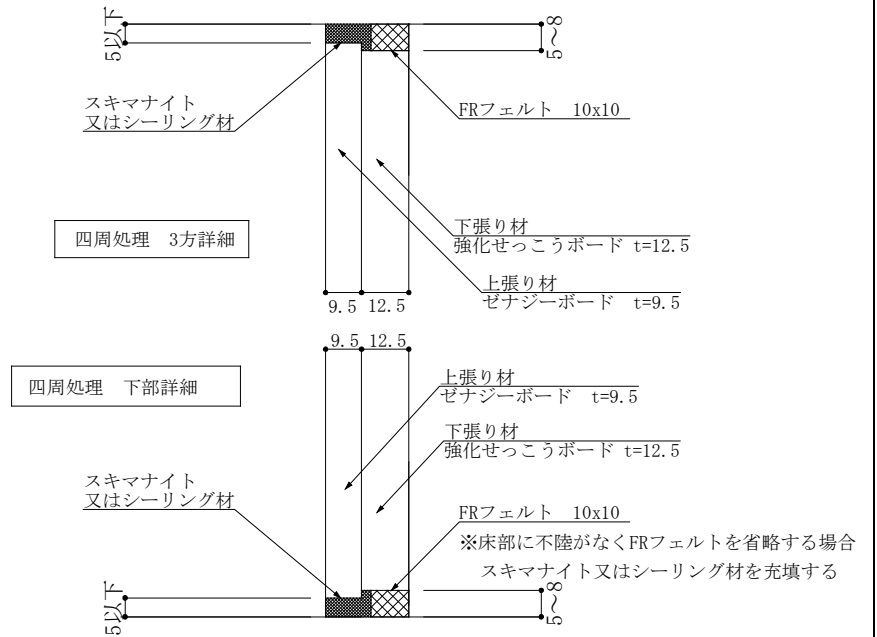 5以下
5～8
スキマナイト
又はシーリング材
FRフェルト　10x10
四周処理　3方詳細
下張り材
強化せっこうボード t=12.5
上張り材
ゼナジーボード　t=9.5
9.5 12.5
9.5 12.5
四周処理　下部詳細
上張り材
ゼナジーボード　t=9.5
下張り材
強化せっこうボード t=12.5
スキマナイト
又はシーリング材
FRフェルト　10x10
※床部に不陸がなくFRフェルトを省略する場合
スキマナイト又はシーリング材を充填する
5以下
5～8